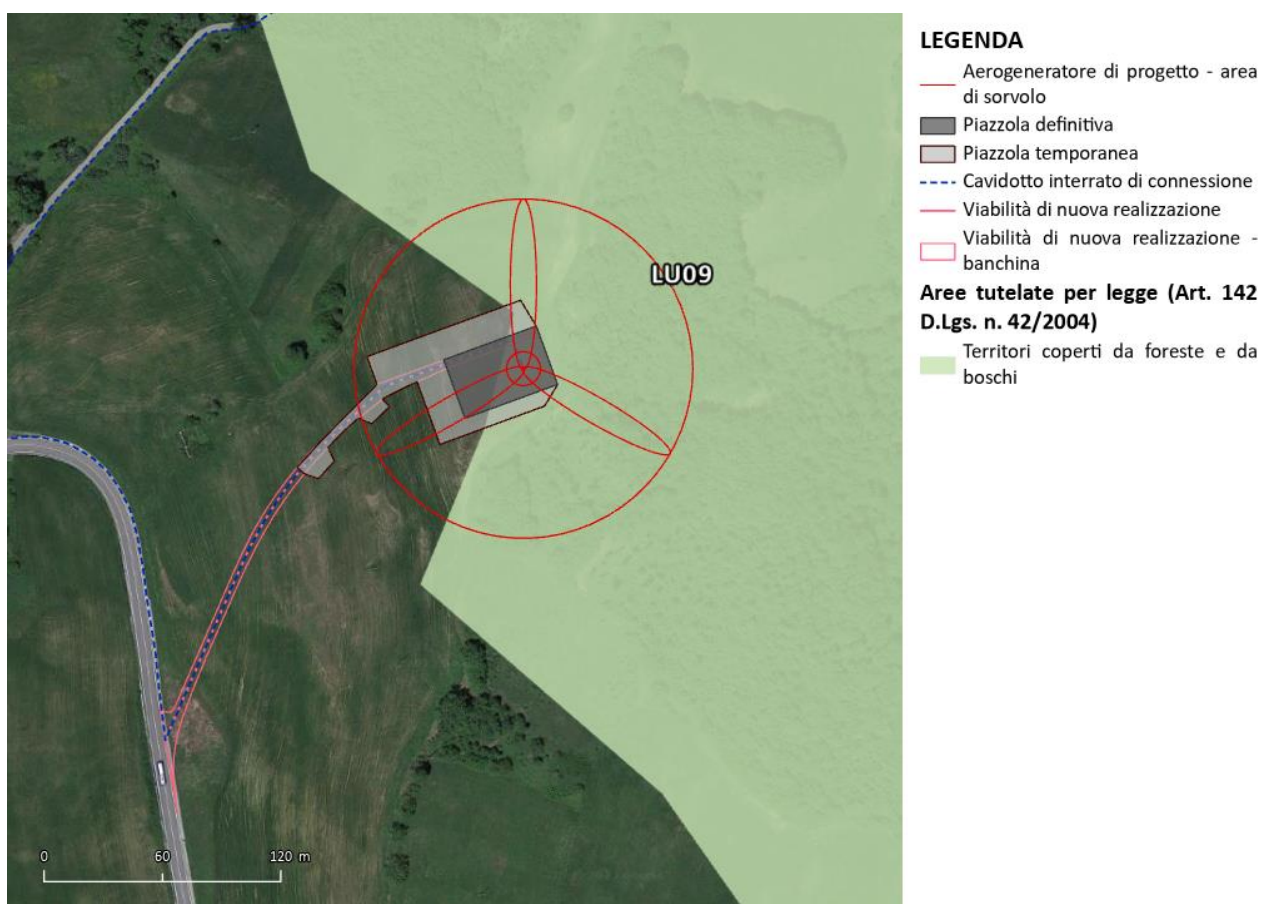 LEGENDA
Aerogeneratore di progetto - area
di sorvolo
Piazzola definitiva
Piazzola temporanea
Cavidotto interrato di connessione
Viabilità di nuova realizzazione
Viabilità di nuova realizzazione -
banchina
Aree tutelate per legge (Art. 142
D.Lgs. n. 42/2004)
Territori coperti da foreste e da
boschi
LU09
0 60 120 m